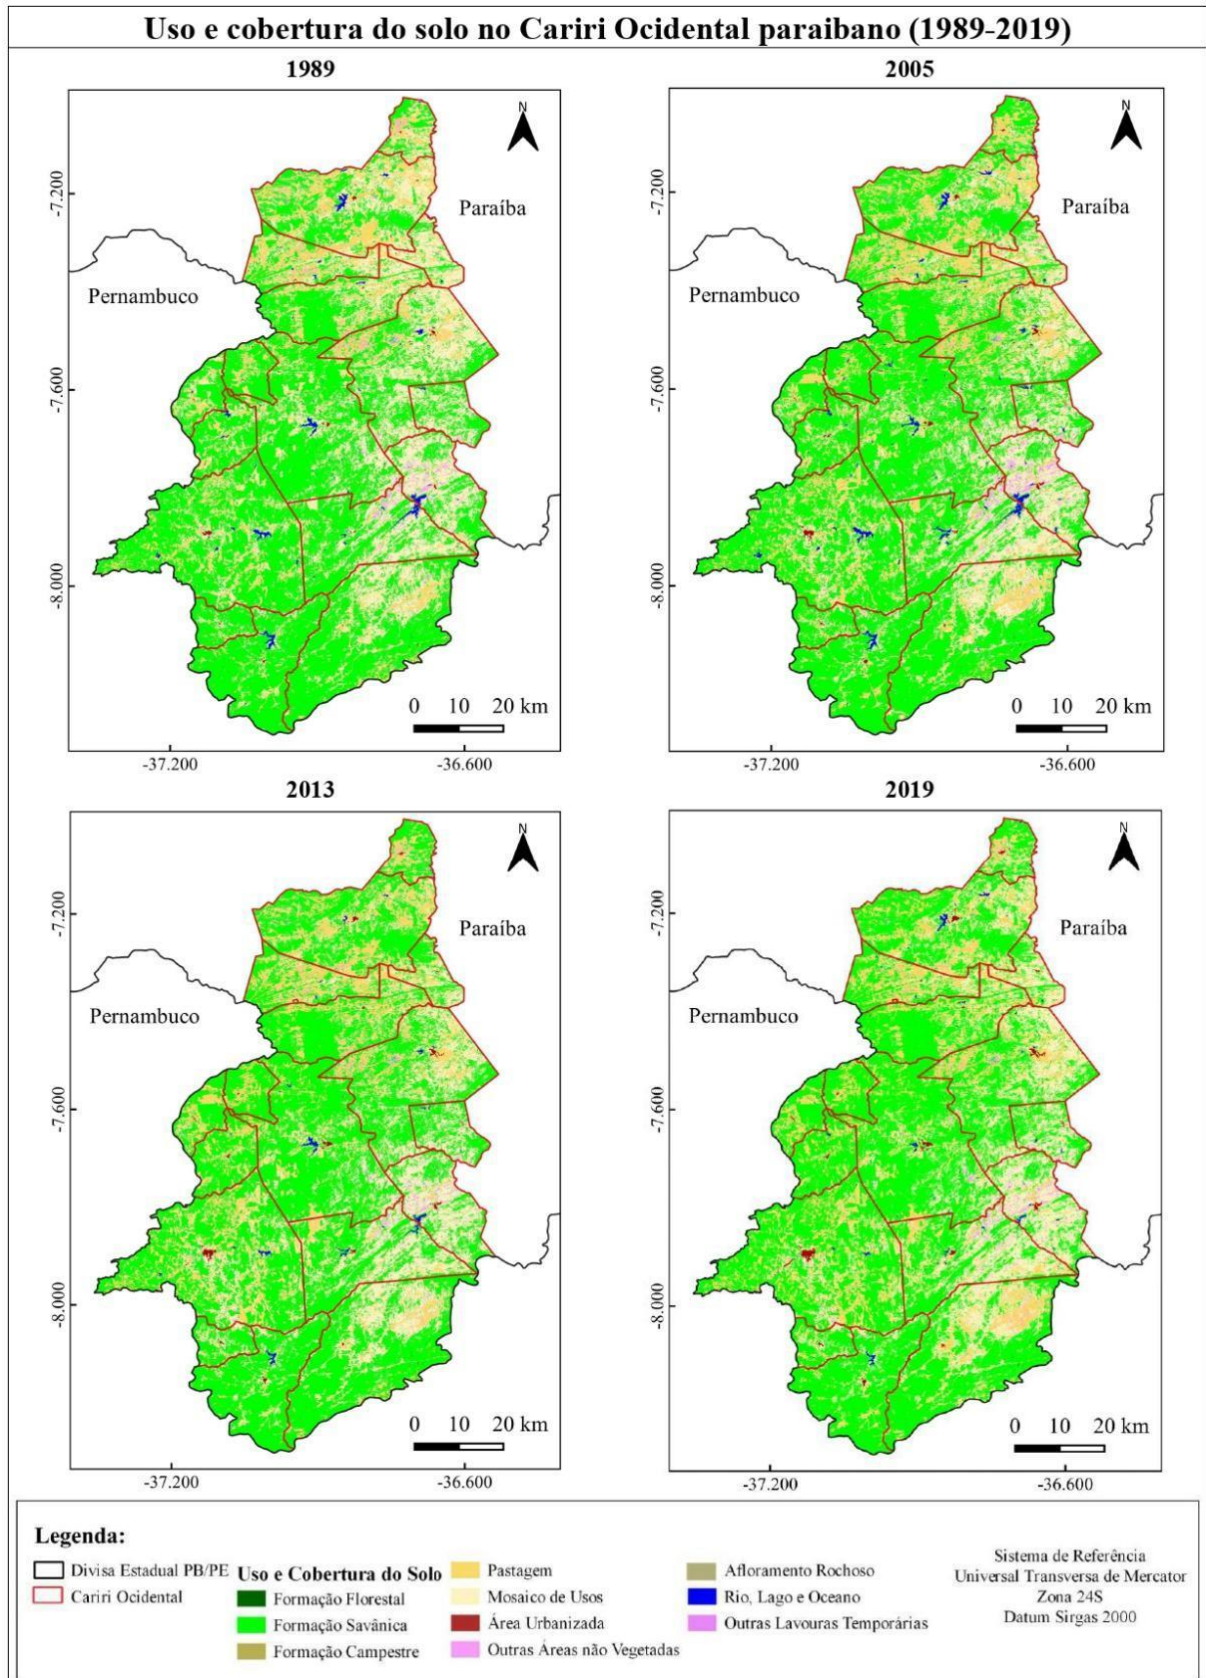 Uso e cobertura do solo no Cariri Ocidental paraibano (1989-2019)
1989
2005
N
N
-7.200
Paraíba
-7.200
Paraíba
Pernambuco
Pernambuco
-7.600
-7.600
-8.000
-8.000
0 10 20 km
0 10 20 km
-37.200
-36.600
-37.200
-36.600
2013
2019
N
N
-7.200
Paraíba
-7.200
Paraíba
Pernambuco
Pernambuco
-7.600
-7.600
-8.000
-8.000
0 10 20 km
0 10 20 km
-37.200
-36.600
-37.200
-36.600
Legenda:
Divisa Estadual PB/PE
Cariri Ocidental
Uso e Cobertura do Solo
Formação Florestal
Formação Savânica
Formação Campestre
Pastagem
Mosaico de Usos
Área Urbanizada
Outras Áreas não Vegetadas
Afloramento Rochoso
Rio, Lago e Oceano
Outras Lavouras Temporárias
Sistema de Referência
Universal Transversa de Mercator
Zona 24S
Datum Sirgas 2000